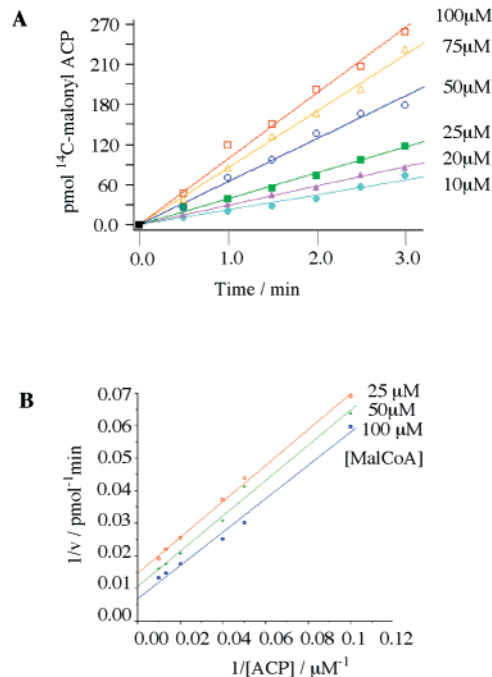 A
pmol ¹⁴C-malonyl ACP
270
210
180
120
60
0.0
0.0 1.0 2.0 3.0
Time / min
100µM
75µM
50µM
25µM
20µM
10µM
B
1/v / pmol⁻¹min
0.07
0.06
0.05
0.04
0.03
0.02
0.01
0.00
0.00 0.02 0.04 0.06 0.08 0.1 0.12
1/[ACP] / µM⁻¹
25 µM
50µM
100 µM
[MalCoA]